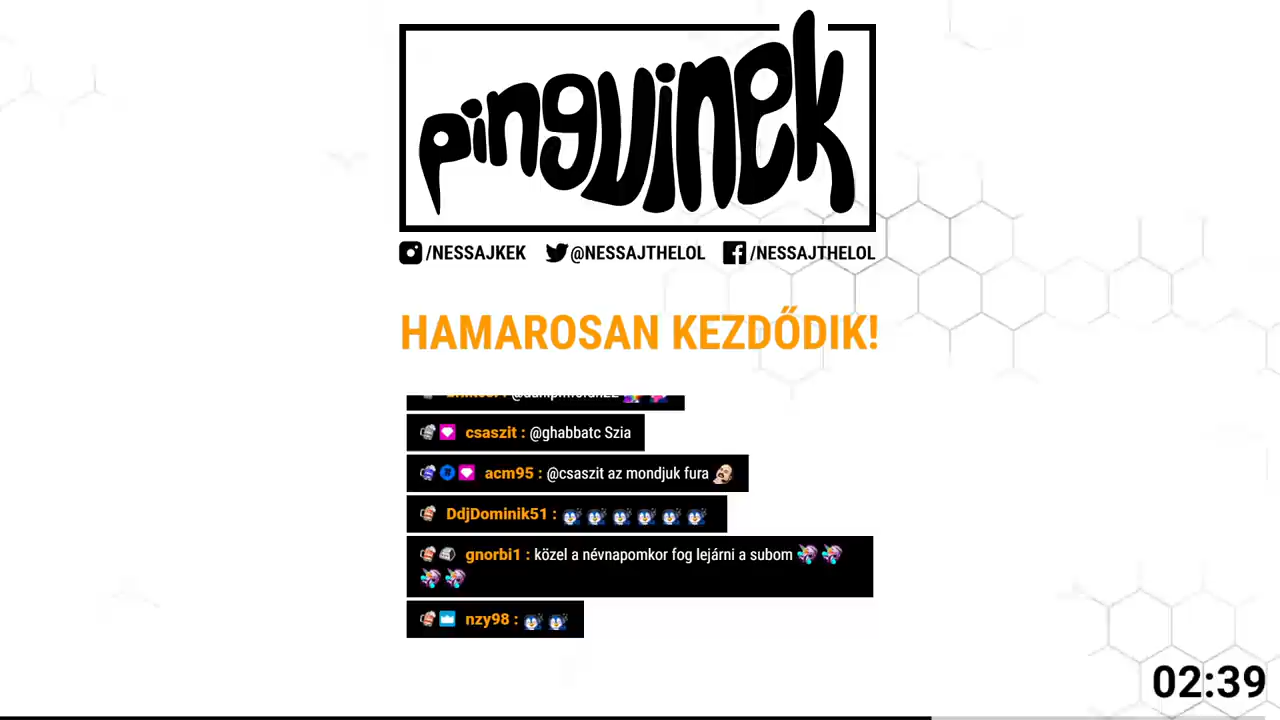 pinguinek
/NESSAJKEK @NESSAJTHELOL /NESSAJTHELOL
HAMAROSAN KEZDŐDIK!
csaszit : @ghabbatc Szia
acm95 : @csaszit az mondjuk fura
DdjDominik51 :
gnorbi1 : közel a névnapomkor fog lejárni a subom
nzy98 :
02:39